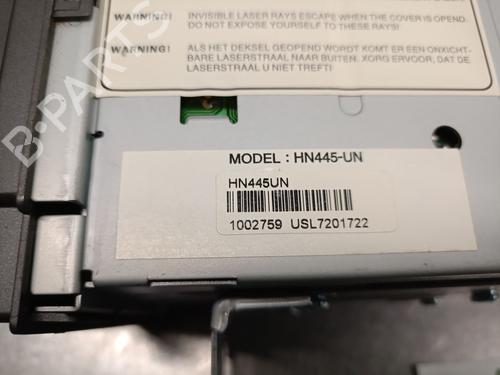 WARNING!
INVISIBLE LASER RAYS ESCAPE WHEN THE COVER IS OPEND.
DO NOT EXPOSE YOURSELF TO THESE RAYS!
WARNING!
ALS HET DEKSEL GEOPEND WORDT KOMT ER EEN ONZICHT-
BARE LASERSTRAAL NAAR BUITEN. XORG ERVOOR, DAT DE
LASERSTRAAL U NIET TREFT!
B-PARTS
MODEL : HN445-UN
HN445UN
1002759 USL7201722